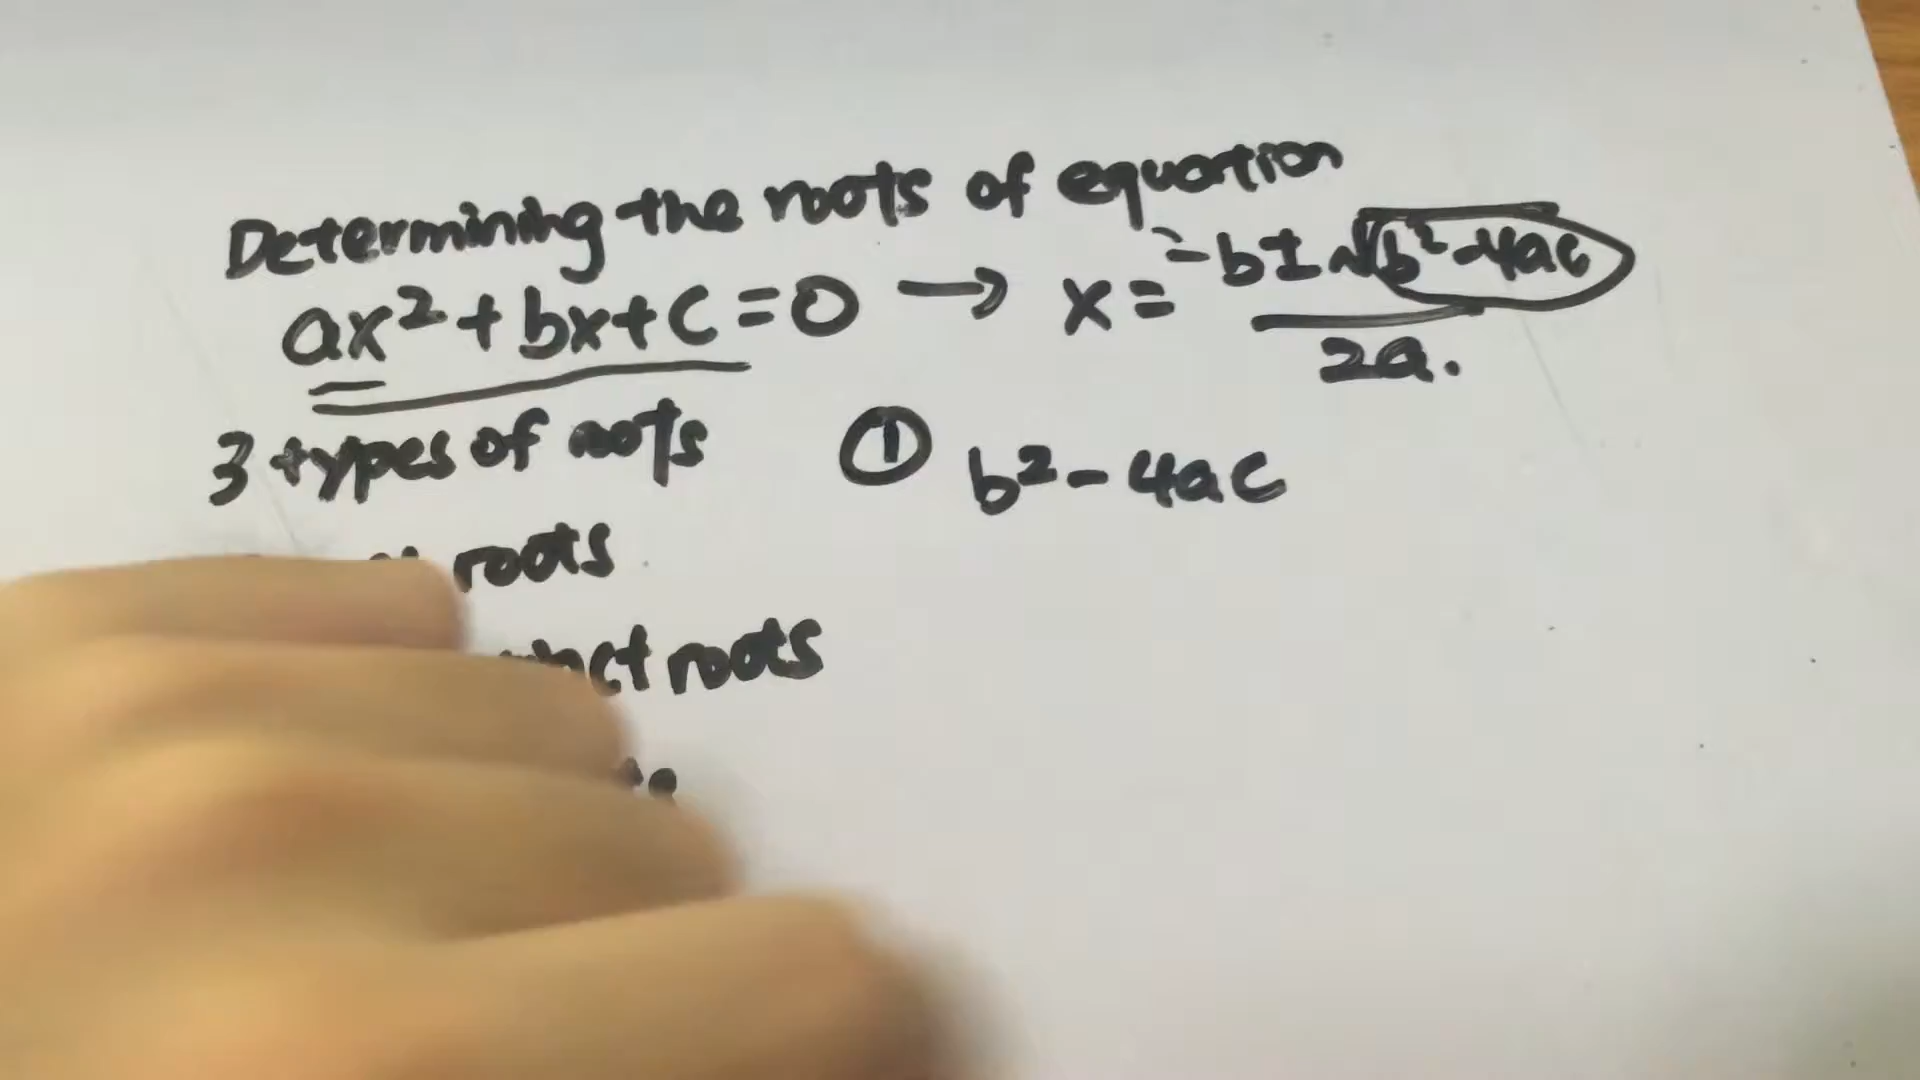 Determining the roots of equation
ax²+bx+c=0 → x= -b±√b²-4ac
2a.
3 types of roots
① b²-4ac
roots
roots